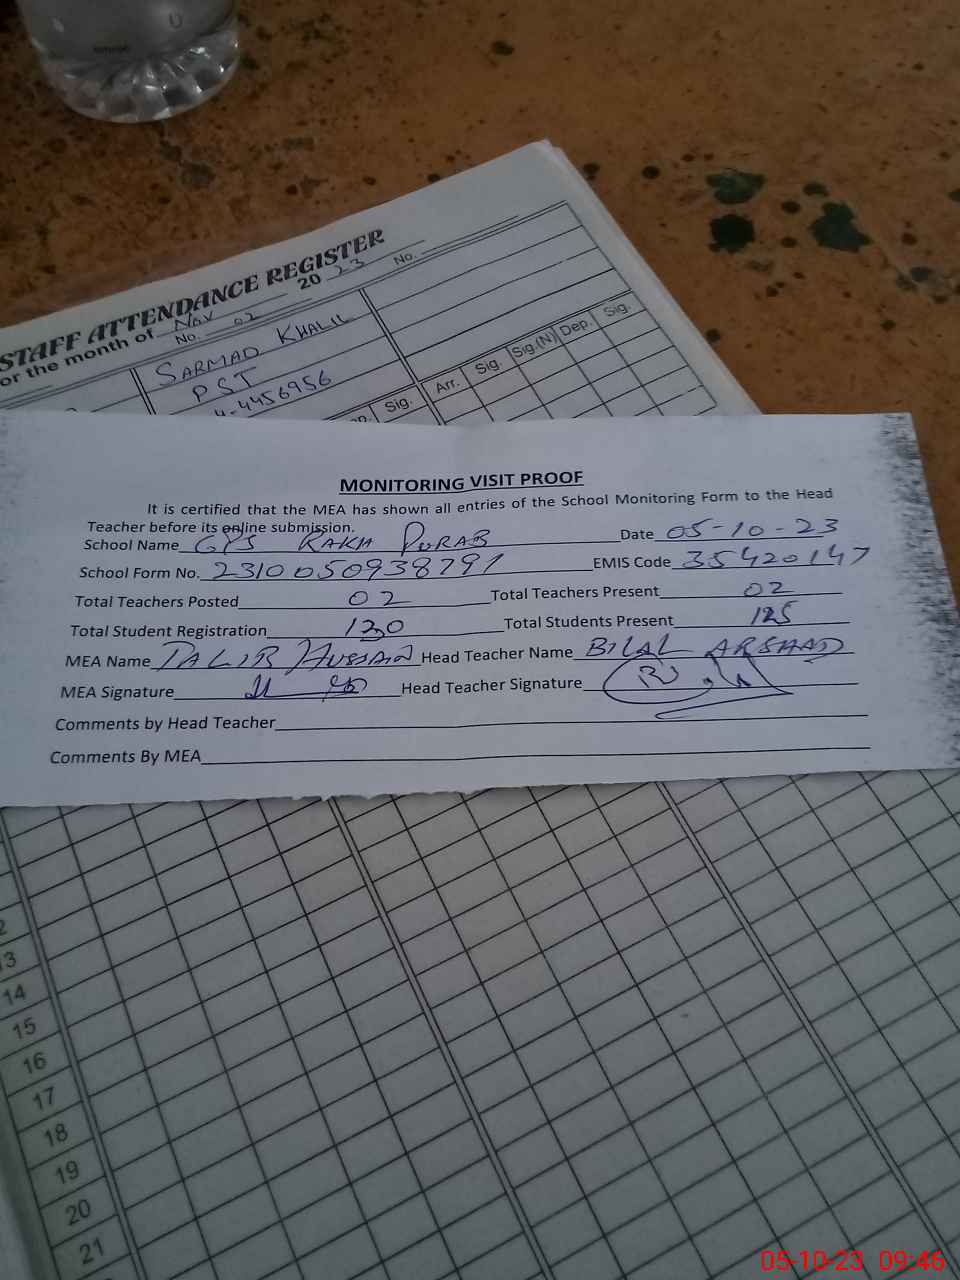 STAFF ATTENDANCE REGISTER
or the month of Nov 2023 No.
No. 02
SARMAD KHALIL
PST
4-4456956
Sig. Arr. Sig. Sig.(N) Dep. Sig.
MONITORING VISIT PROOF
It is certified that the MEA has shown all entries of the School Monitoring Form to the Head
Teacher before its online submission.
School Name GPS KAKA PURAB Date 05-10-23
School Form No. 2310050938791 EMIS Code 35420147
Total Teachers Posted 02 Total Teachers Present 02
Total Student Registration 130 Total Students Present 125
MEA Name TALIB HUSSAIN Head Teacher Name BILAL ARSHAD
MEA Signature Head Teacher Signature
Comments by Head Teacher
Comments By MEA
13
14
15
16
17
18
19
20
21
05-10-23 09:46